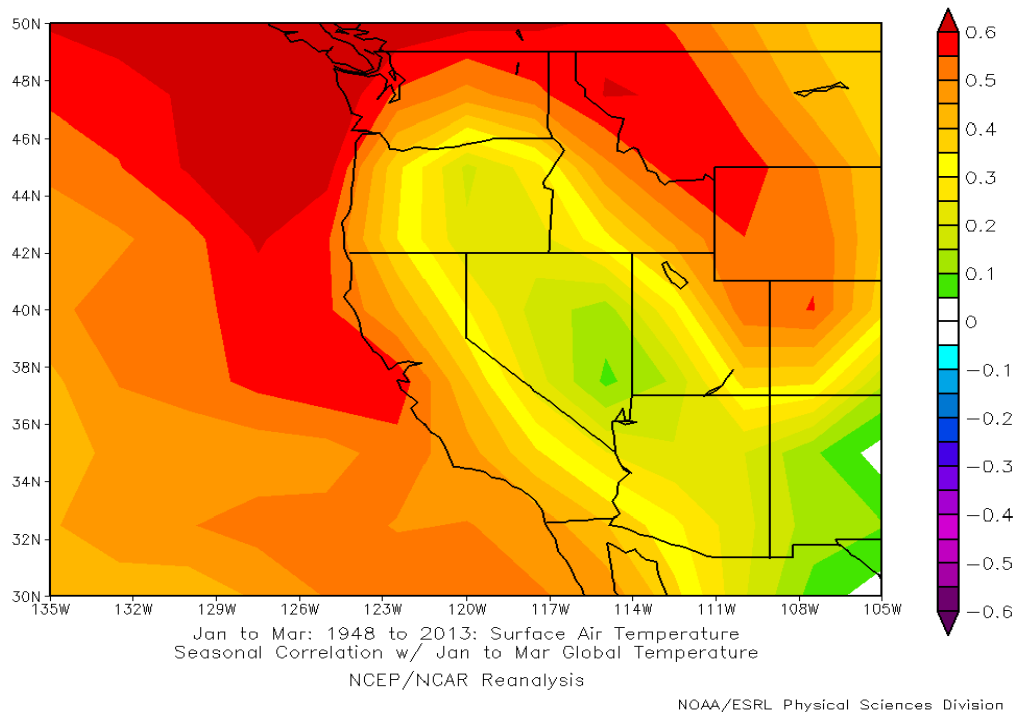 50N
48N
46N
44N
42N
40N
38N
36N
34N
32N
30N
135W 132W 129W 126W 123W 120W 117W 114W 111W 108W 105W
0.6
0.5
0.4
0.3
0.2
0.1
0
-0.1
-0.2
-0.3
-0.4
-0.5
-0.6
Jan to Mar: 1948 to 2013: Surface Air Temperature
Seasonal Correlation w/ Jan to Mar Global Temperature
NCEP/NCAR Reanalysis
NOAA/ESRL Physical Sciences Division